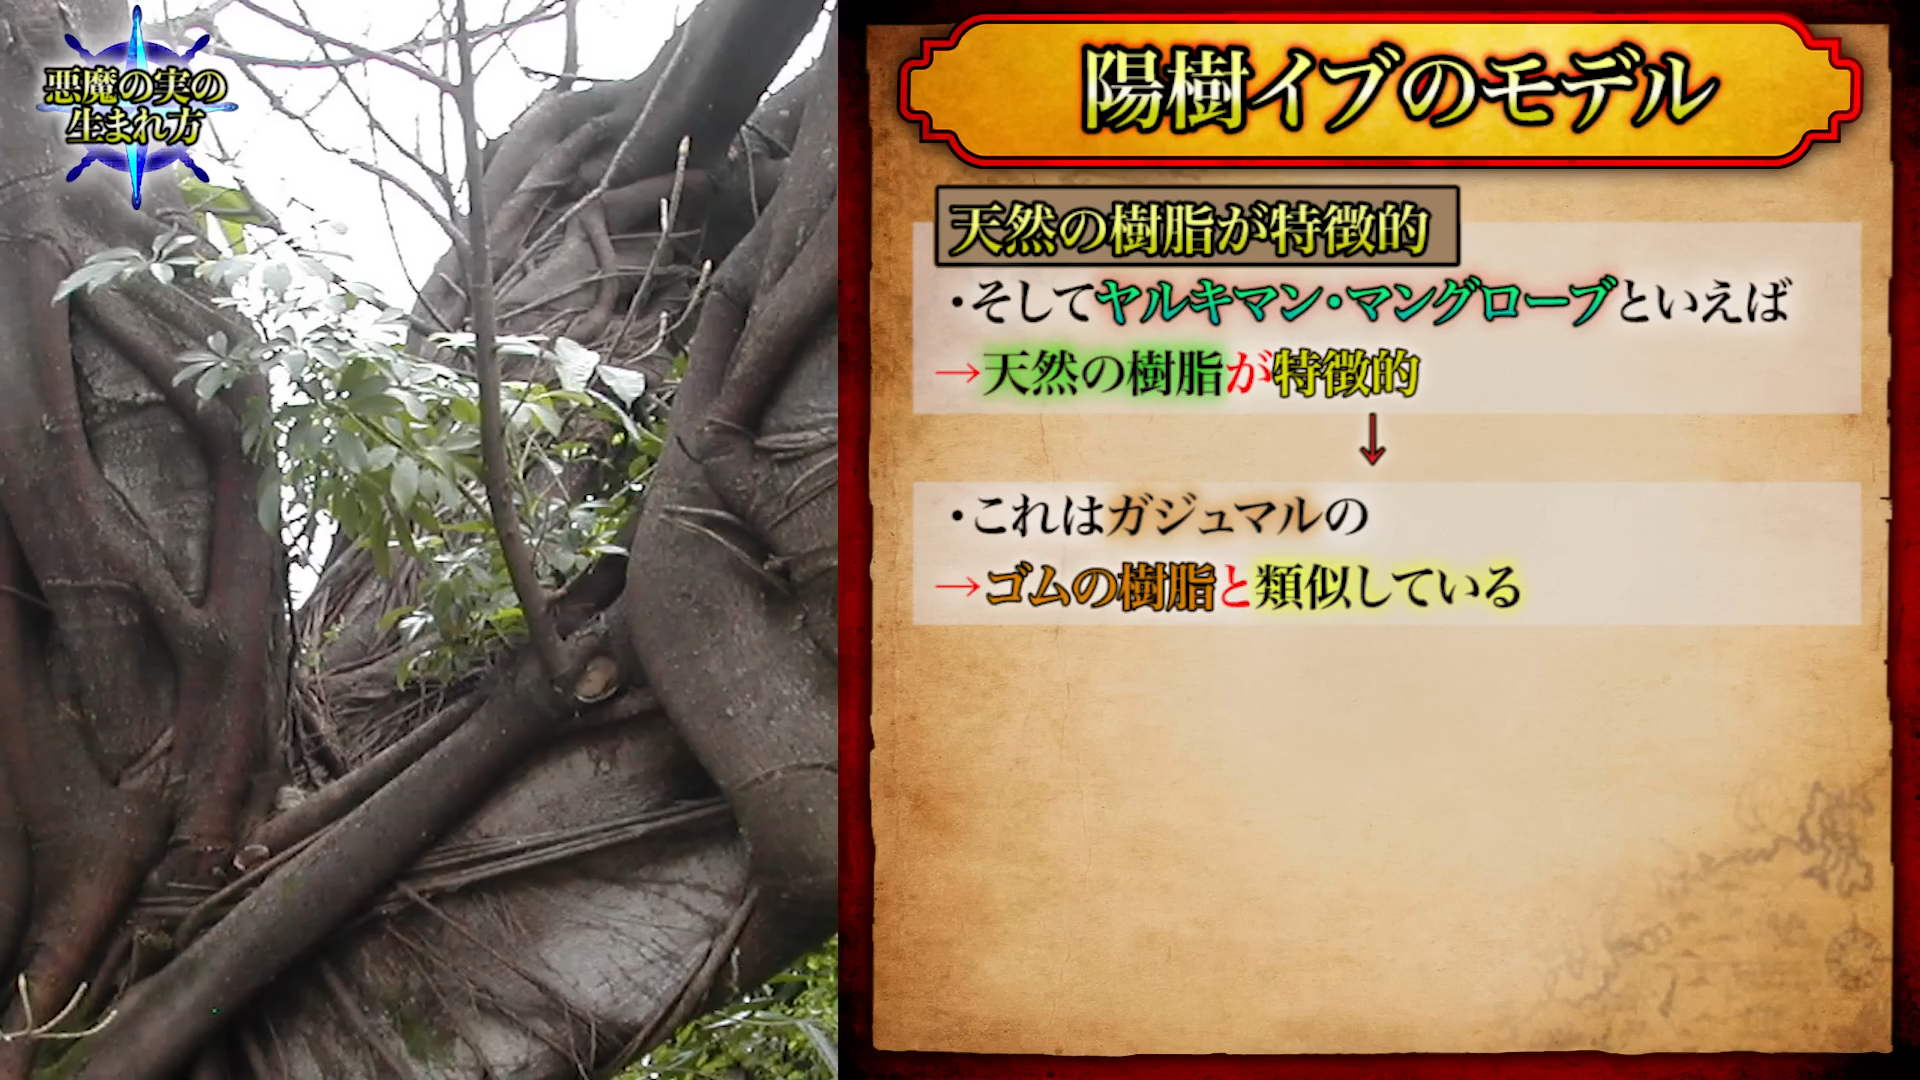 悪魔の実の
生まれ方
陽樹イブのモデル
天然の樹脂が特徴的
・そしてヤルキマン・マングローブといえば
→天然の樹脂が特徴的
↓
・これはガジュマルの
→ゴムの樹脂と類似している